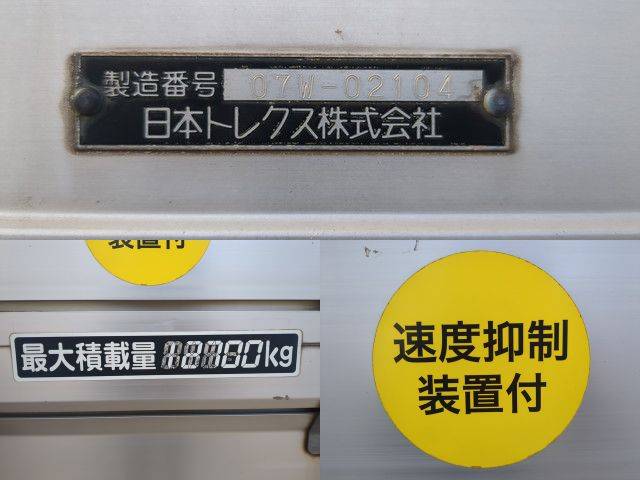 製造番号 07W-02104
日本トレクス株式会社
装置付
最大積載量 kg
速度抑制
装置付